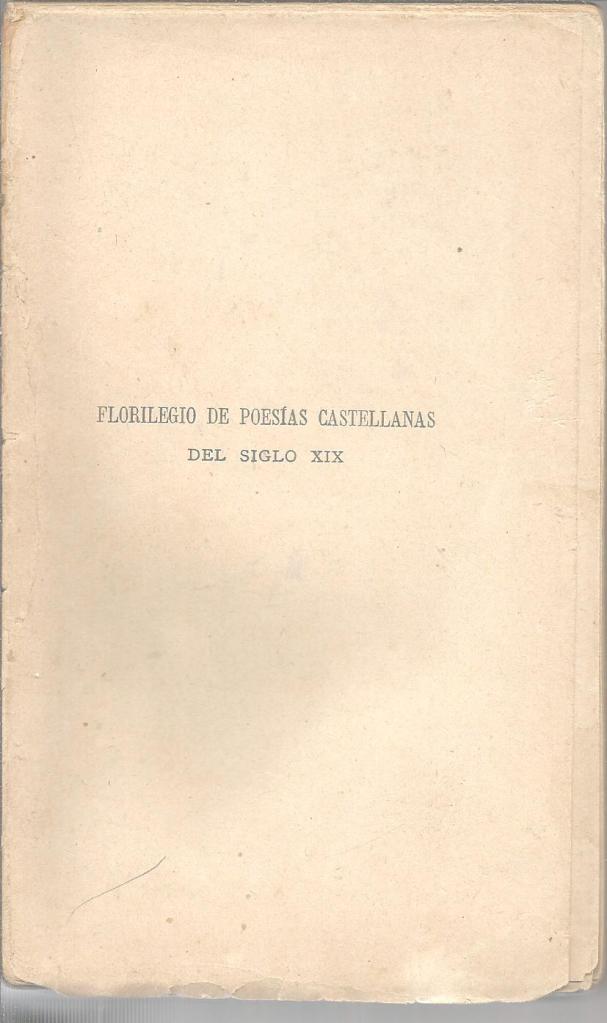 FLORILEGIO DE POESÍAS CASTELLANAS
DEL SIGLO XIX